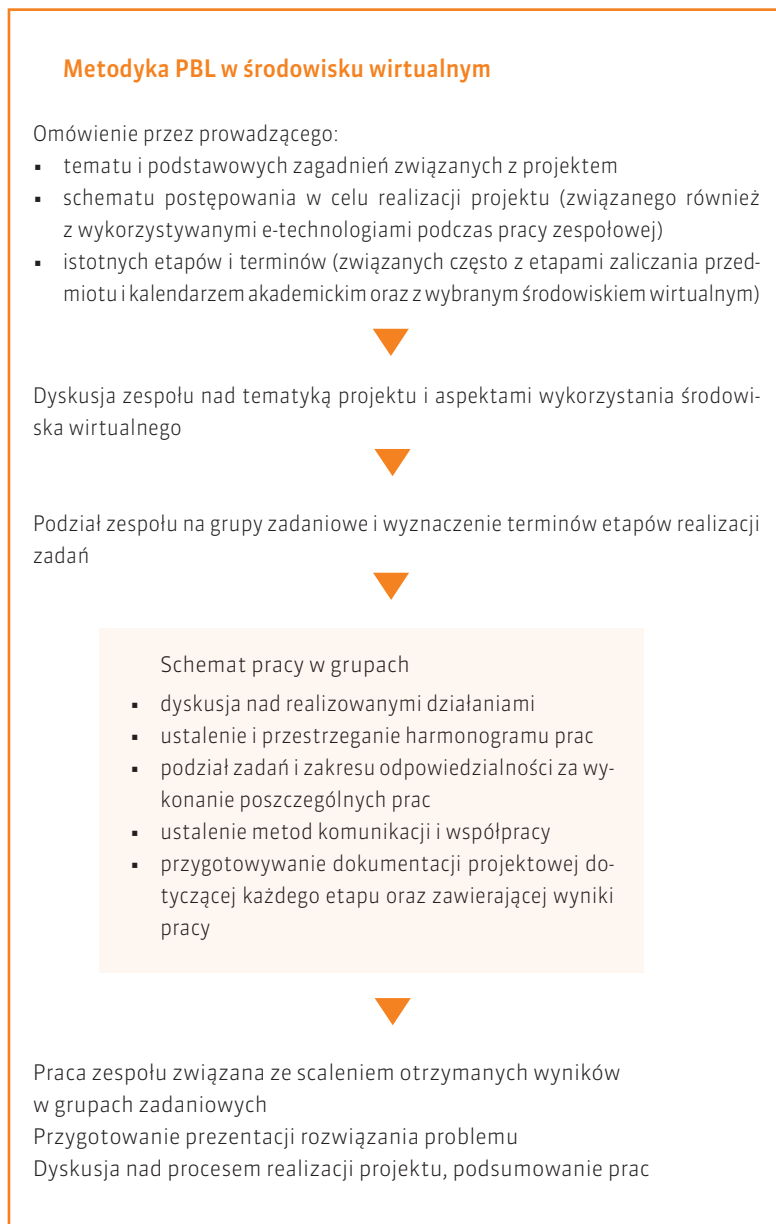 Metodyka PBL w środowisku wirtualnym
Omówienie przez prowadzącego:
▪ tematu i podstawowych zagadnień związanych z projektem
▪ schematu postępowania w celu realizacji projektu (związanego również
z wykorzystywanymi e-technologiami podczas pracy zespołowej)
▪ istotnych etapów i terminów (związanych często z etapami zaliczania przed-
miotu i kalendarzem akademickim oraz z wybranym środowiskiem wirtualnym)
Dyskusja zespołu nad tematyką projektu i aspektami wykorzystania środowi-
ska wirtualnego
Podział zespołu na grupy zadaniowe i wyznaczenie terminów etapów realizacji
zadań
Schemat pracy w grupach
▪ dyskusja nad realizowanymi działaniami
▪ ustalenie i przestrzeganie harmonogramu prac
▪ podział zadań i zakresu odpowiedzialności za wy-
konanie poszczególnych prac
▪ ustalenie metod komunikacji i współpracy
▪ przygotowywanie dokumentacji projektowej do-
tyczącej każdego etapu oraz zawierającej wyniki
pracy
Praca zespołu związana ze scaleniem otrzymanych wyników
w grupach zadaniowych
Przygotowanie prezentacji rozwiązania problemu
Dyskusja nad procesem realizacji projektu, podsumowanie prac